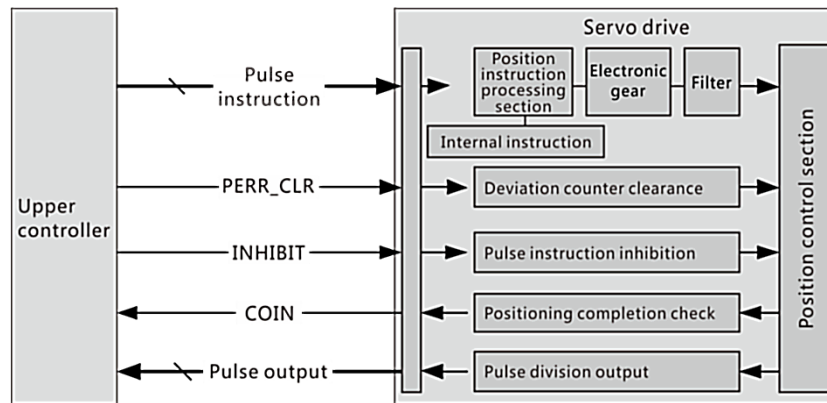 Servo drive
Upper
controller
Pulse
instruction
Position
instruction
processing
section
Electronic
gear
Filter
Internal instruction
PERR_CLR
Deviation counter clearance
INHIBIT
Pulse instruction inhibition
COIN
Positioning completion check
Pulse output
Pulse division output
Position control section